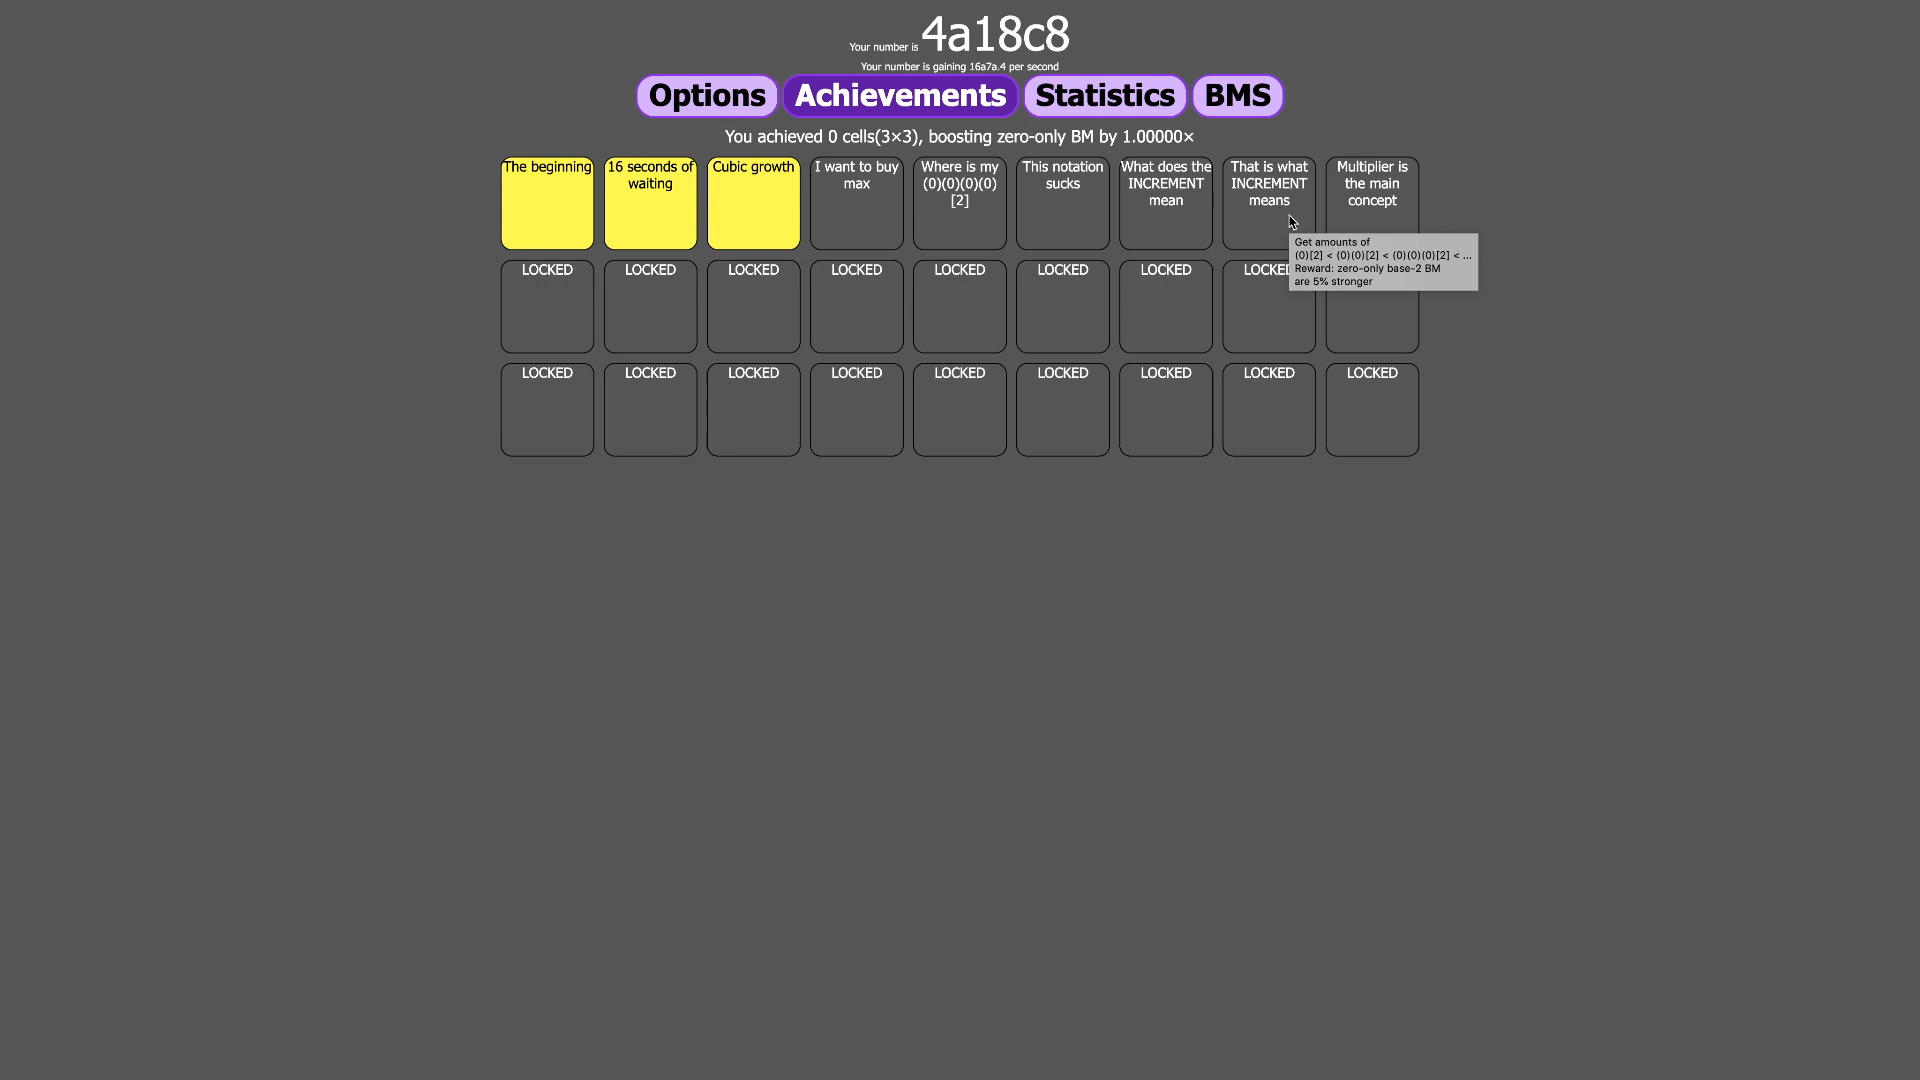 Your number is 4a18c8
Your number is gaining 16a7a.4 per second
Options Achievements Statistics BMS
You achieved 0 cells(3×3), boosting zero-only BM by 1.00000×
The beginning
16 seconds of
waiting
Cubic growth
I want to buy
max
Where is my
(0)(0)(0)(0)
[2]
This notation
sucks
What does the
INCREMENT
mean
That is what
INCREMENT
means
Multiplier is
the main
concept
Get amounts of
(0)[2] < (0)(0)[2] < (0)(0)(0)[2] < ...
Reward: zero-only base-2 BM
are 5% stronger
LOCKED LOCKED LOCKED LOCKED LOCKED LOCKED LOCKED
LOCKED LOCKED LOCKED LOCKED LOCKED LOCKED LOCKED LOCKED LOCKED